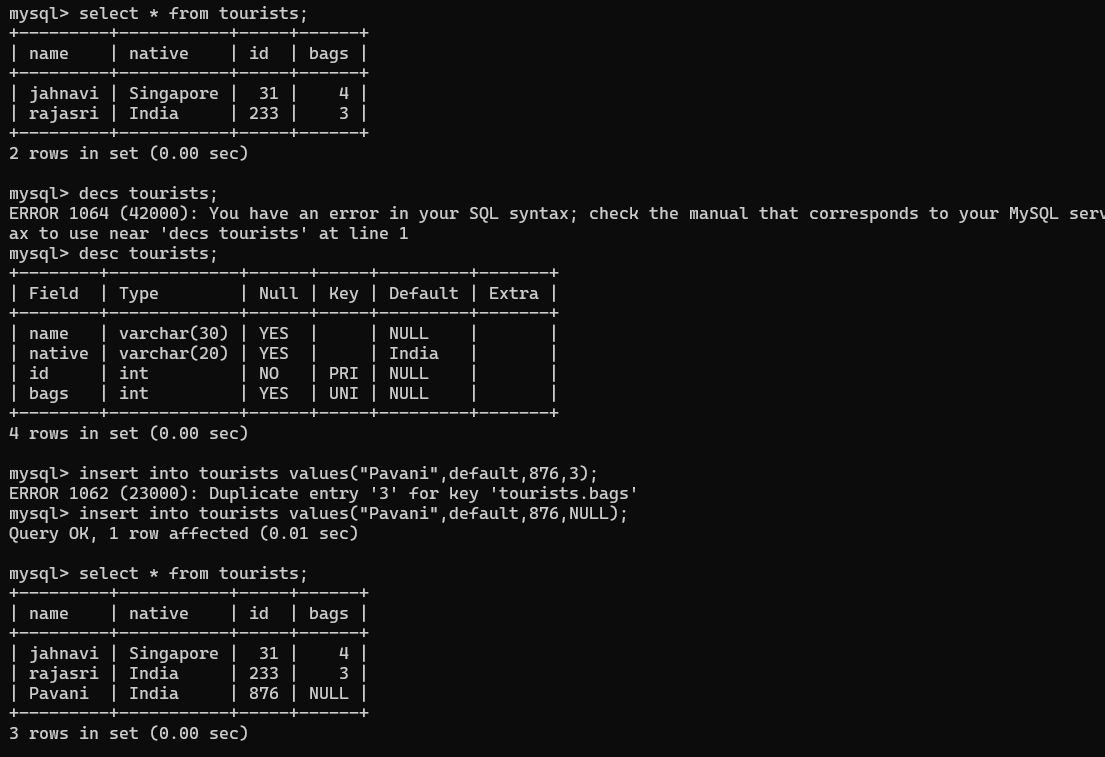 mysql> select * from tourists;
+---------+-----------+-----+------+
| name    | native    | id  | bags |
+---------+-----------+-----+------+
| jahnavi | Singapore |  31 |    4 |
| rajasri | India     | 233 |    3 |
+---------+-----------+-----+------+
2 rows in set (0.00 sec)
mysql> decs tourists;
ERROR 1064 (42000): You have an error in your SQL syntax; check the manual that corresponds to your MySQL serv
ax to use near 'decs tourists' at line 1
mysql> desc tourists;
+--------+-------------+------+-----+---------+-------+
| Field  | Type        | Null | Key | Default | Extra |
+--------+-------------+------+-----+---------+-------+
| name   | varchar(30) | YES  |     | NULL    |       |
| native | varchar(20) | YES  |     | India   |       |
| id     | int         | NO   | PRI | NULL    |       |
| bags   | int         | YES  | UNI | NULL    |       |
+--------+-------------+------+-----+---------+-------+
4 rows in set (0.00 sec)
mysql> insert into tourists values("Pavani",default,876,3);
ERROR 1062 (23000): Duplicate entry '3' for key 'tourists.bags'
mysql> insert into tourists values("Pavani",default,876,NULL);
Query OK, 1 row affected (0.01 sec)
mysql> select * from tourists;
+---------+-----------+-----+------+
| name    | native    | id  | bags |
+---------+-----------+-----+------+
| jahnavi | Singapore |  31 |    4 |
| rajasri | India     | 233 |    3 |
| Pavani  | India     | 876 | NULL |
+---------+-----------+-----+------+
3 rows in set (0.00 sec)